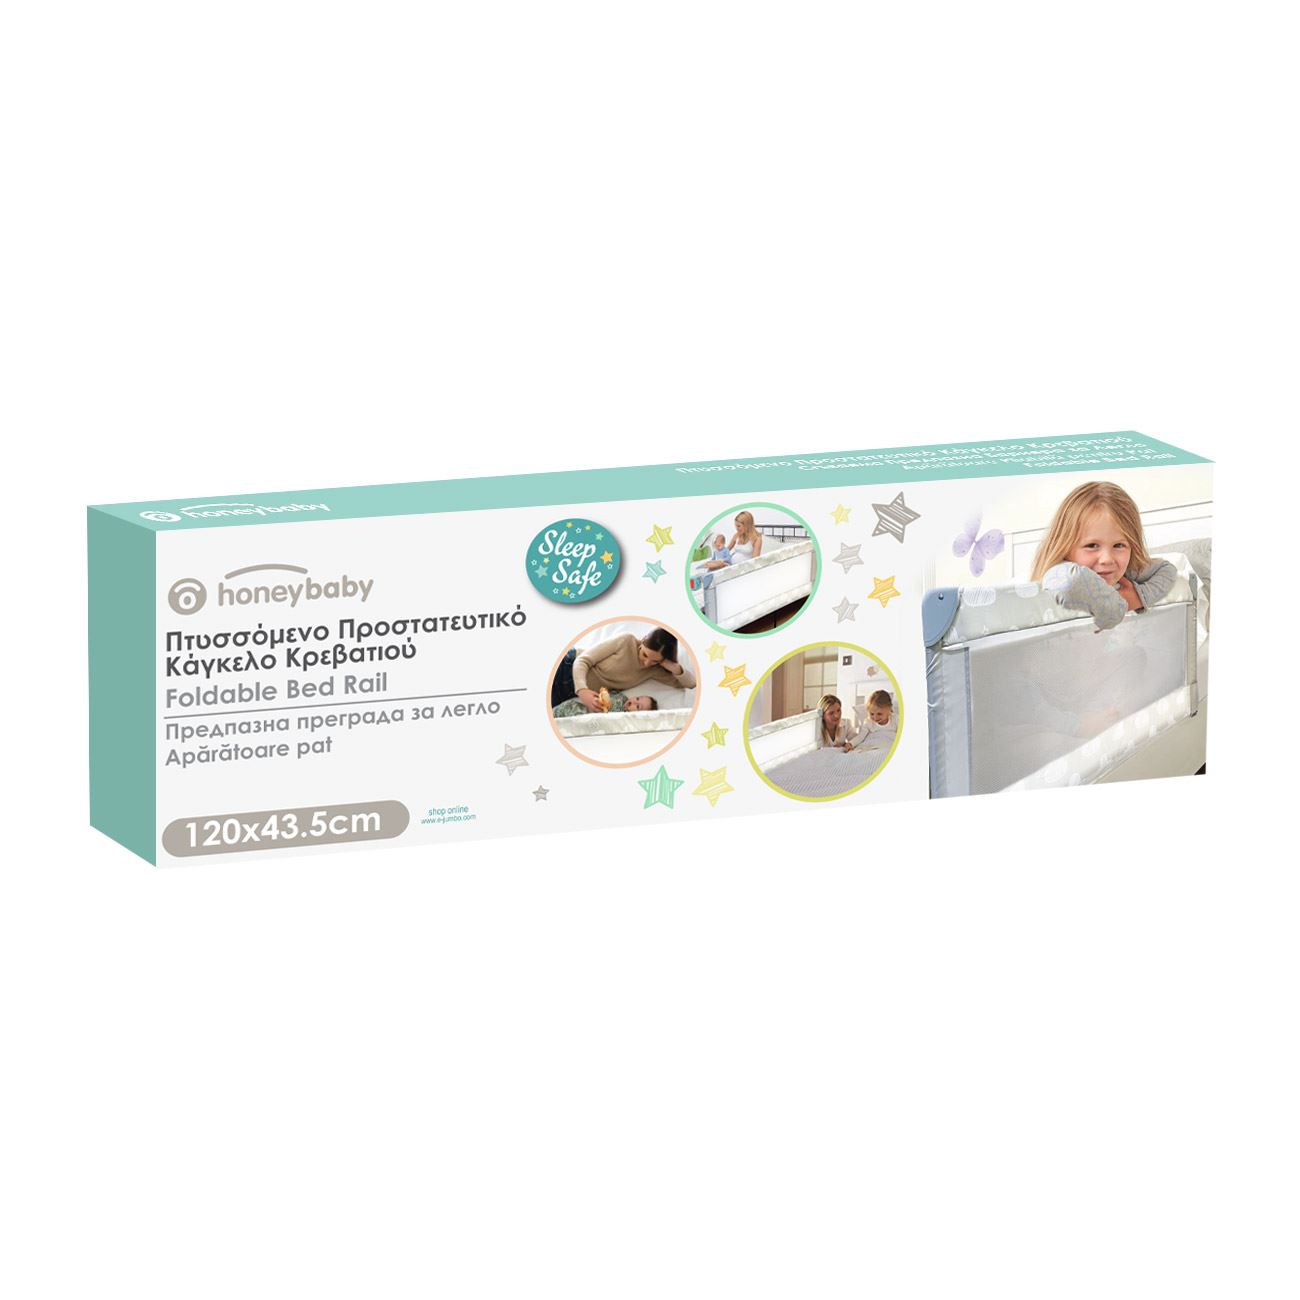 honeybaby
Πτυσσόμενο Προστατευτικό Κάγκελο Κρεβατιού
Предпазна
Foldable Bed Rail
honeybaby
Πτυσσόμενο Προστατευτικό
Κάγκελο Κρεβατιού
Foldable Bed Rail
Предпазна преграда за легло
Apărătoare pat
120x43.5cm
shop online
www.e-jumbo.com
Sleep
Safe